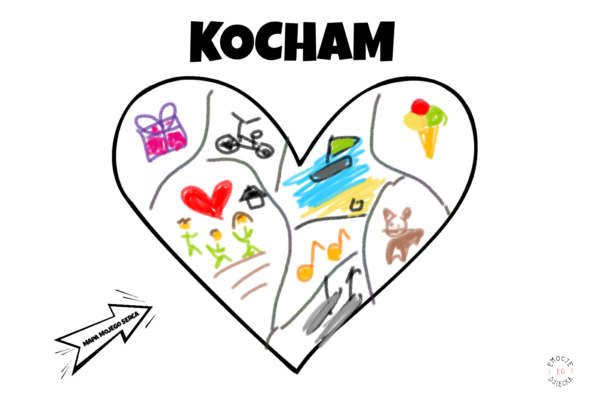 KOCHAM
MAPA MOJEGO SERCA
EMOCJE
ED
DZIECKA